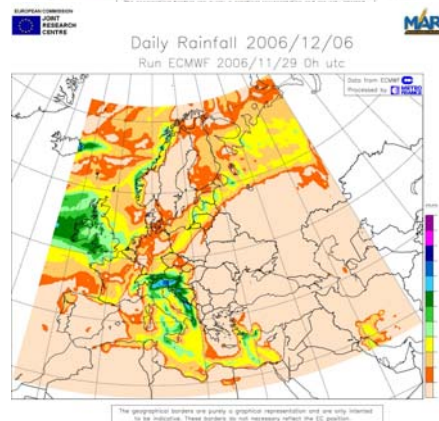 EUROPEAN COMMISSION
JOINT
RESEARCH
CENTRE
MAR
Daily Rainfall 2006/12/06
Run ECMWF 2006/11/29 0h utc
Data from ECMWF
Processed by METEO
mm
The geographical borders are purely a graphical representation and are only intended
to be indicative. These borders do not necessarily reflect the EC position.